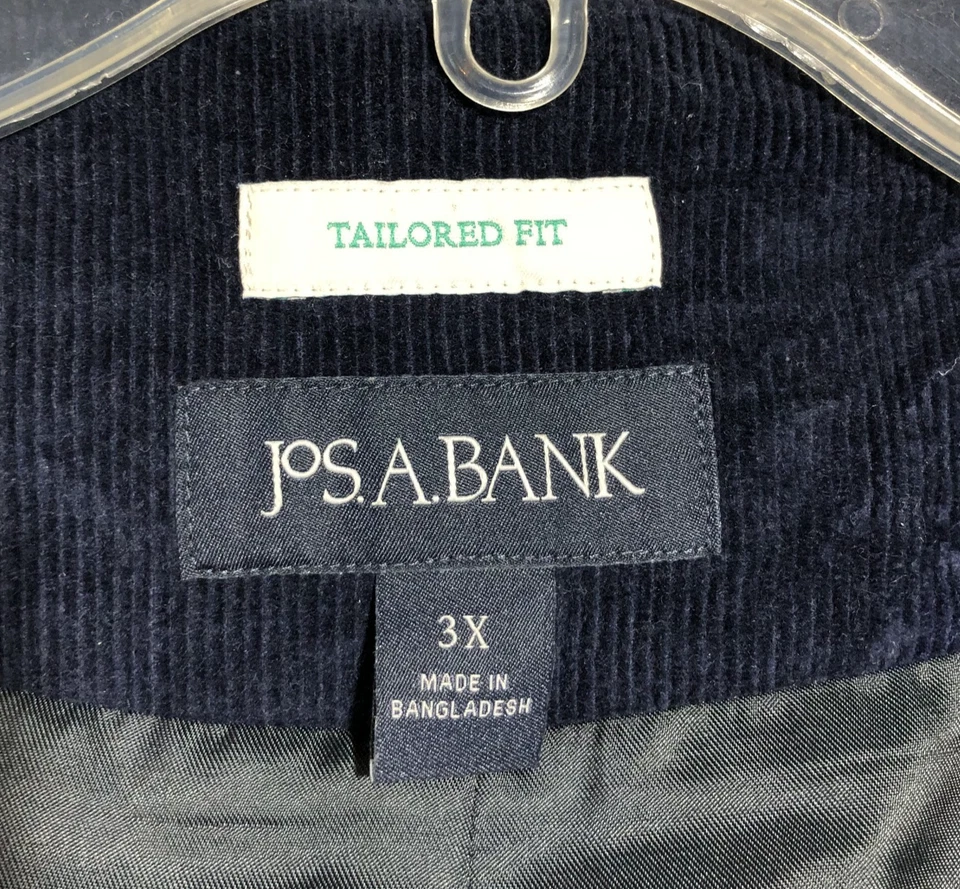 TAILORED FIT
JoS.A.BANK
3X
MADE IN
BANGLADESH